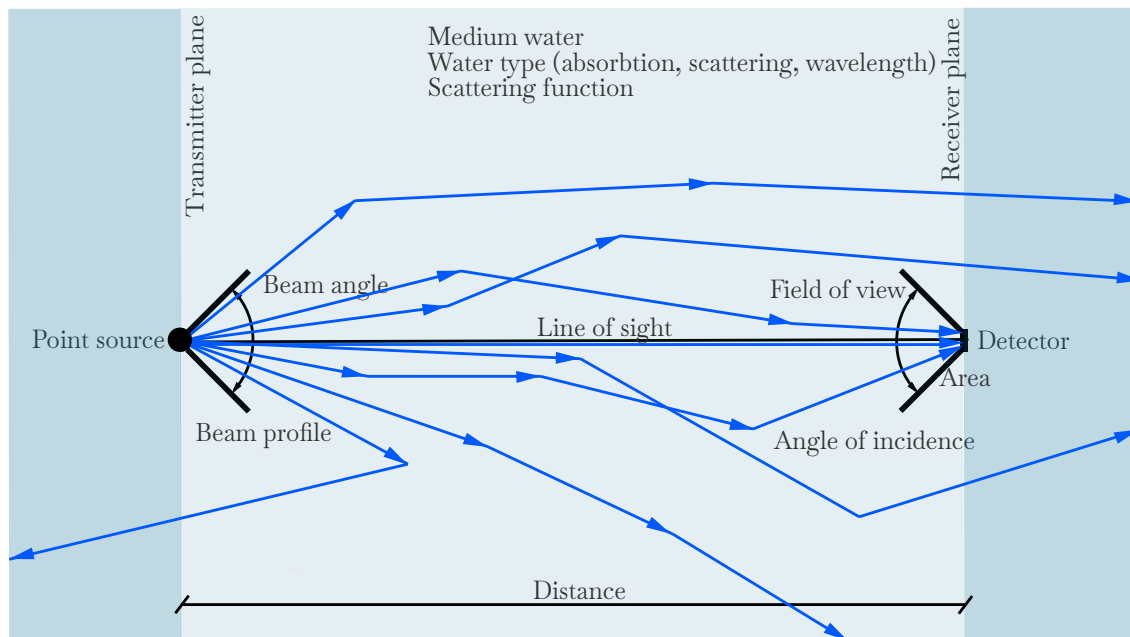 Medium water
Water type (absorbtion, scattering, wavelength)
Scattering function
Transmitter plane
Receiver plane
Beam angle
Field of view
Line of sight
Point source
Detector
Area
Beam profile
Angle of incidence
Distance